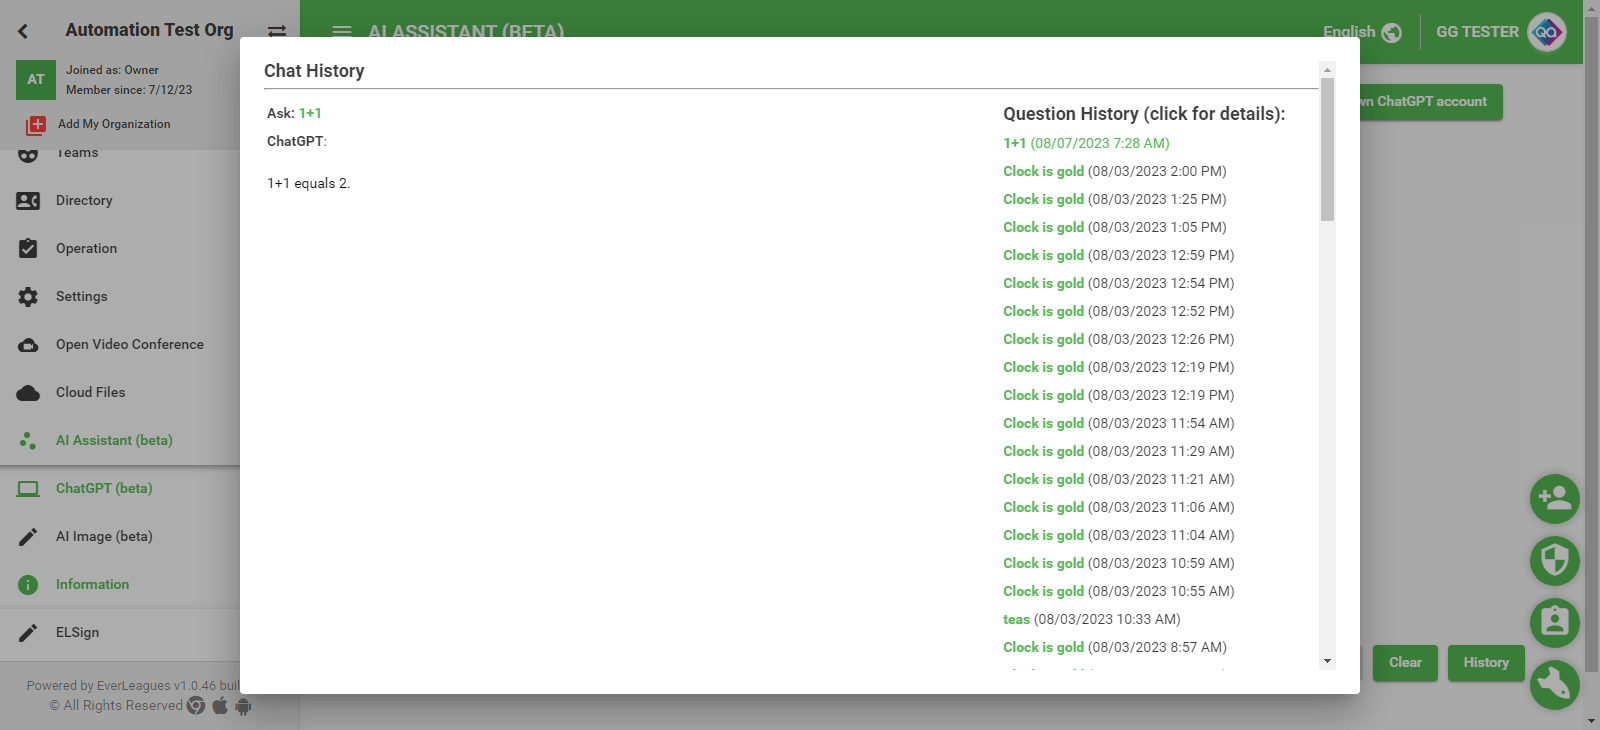 Automation Test Org
AT
Joined as: Owner
Member since: 7/12/23
Add My Organization
Teams
Directory
Operation
Settings
Open Video Conference
Cloud Files
AI Assistant (beta)
ChatGPT (beta)
AI Image (beta)
Information
ELSign
Powered by EverLeagues v1.0.46
© All Rights Reserved
AI ASSISTANT (BETA)
English
GG TESTER
QA
ChatGPT account
Chat History
Ask: 1+1
ChatGPT:
1+1 equals 2.
Question History (click for details):
1+1 (08/07/2023 7:28 AM)
Clock is gold (08/03/2023 2:00 PM)
Clock is gold (08/03/2023 1:25 PM)
Clock is gold (08/03/2023 1:05 PM)
Clock is gold (08/03/2023 12:59 PM)
Clock is gold (08/03/2023 12:54 PM)
Clock is gold (08/03/2023 12:52 PM)
Clock is gold (08/03/2023 12:26 PM)
Clock is gold (08/03/2023 12:19 PM)
Clock is gold (08/03/2023 12:19 PM)
Clock is gold (08/03/2023 11:54 AM)
Clock is gold (08/03/2023 11:29 AM)
Clock is gold (08/03/2023 11:21 AM)
Clock is gold (08/03/2023 11:06 AM)
Clock is gold (08/03/2023 11:04 AM)
Clock is gold (08/03/2023 10:59 AM)
Clock is gold (08/03/2023 10:55 AM)
teas (08/03/2023 10:33 AM)
Clock is gold (08/03/2023 8:57 AM)
Clear
History